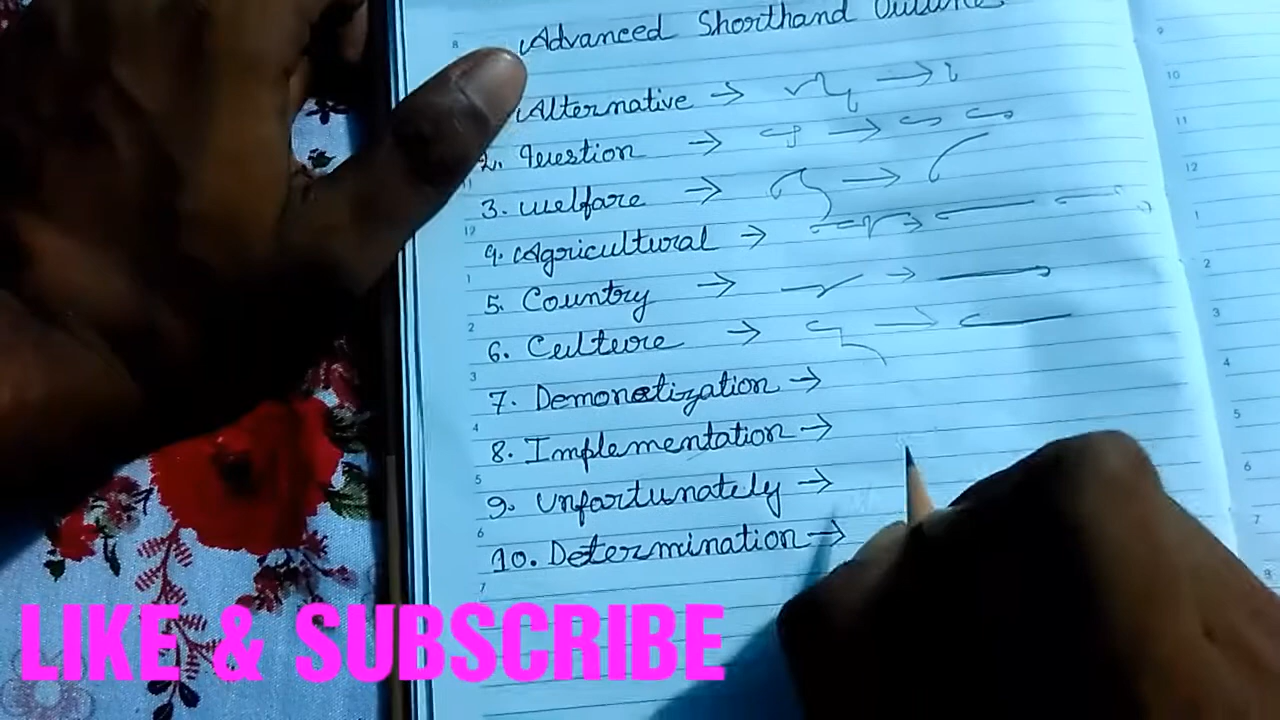 Advanced Shorthand Outlines
Alternative →
2. Question →
3. Welfare →
4. Agricultural →
5. Country →
6. Culture →
7. Demonetization →
8. Implementation →
9. Unfortunately →
10. Determination →
LIKE & SUBSCRIBE